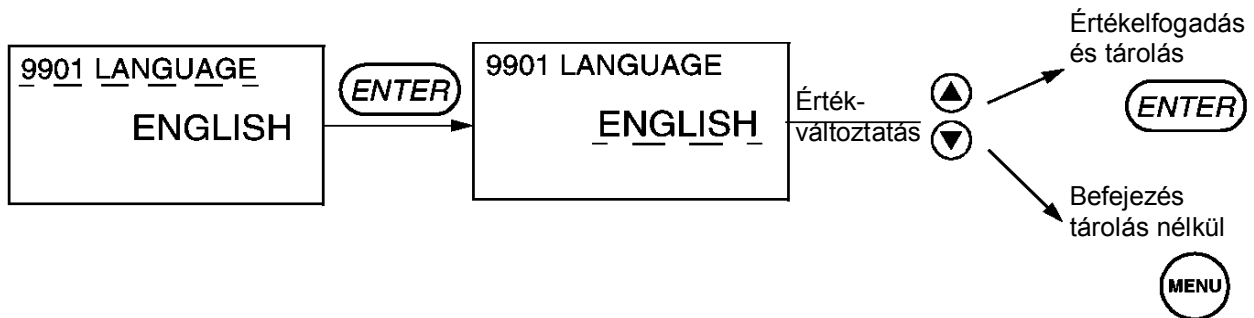 9901 LANGUAGE
ENGLISH
ENTER
9901 LANGUAGE
ENGLISH
Érték-
változtatás
Értékelfogadás
és tárolás
ENTER
Befejezés
tárolás nélkül
MENU